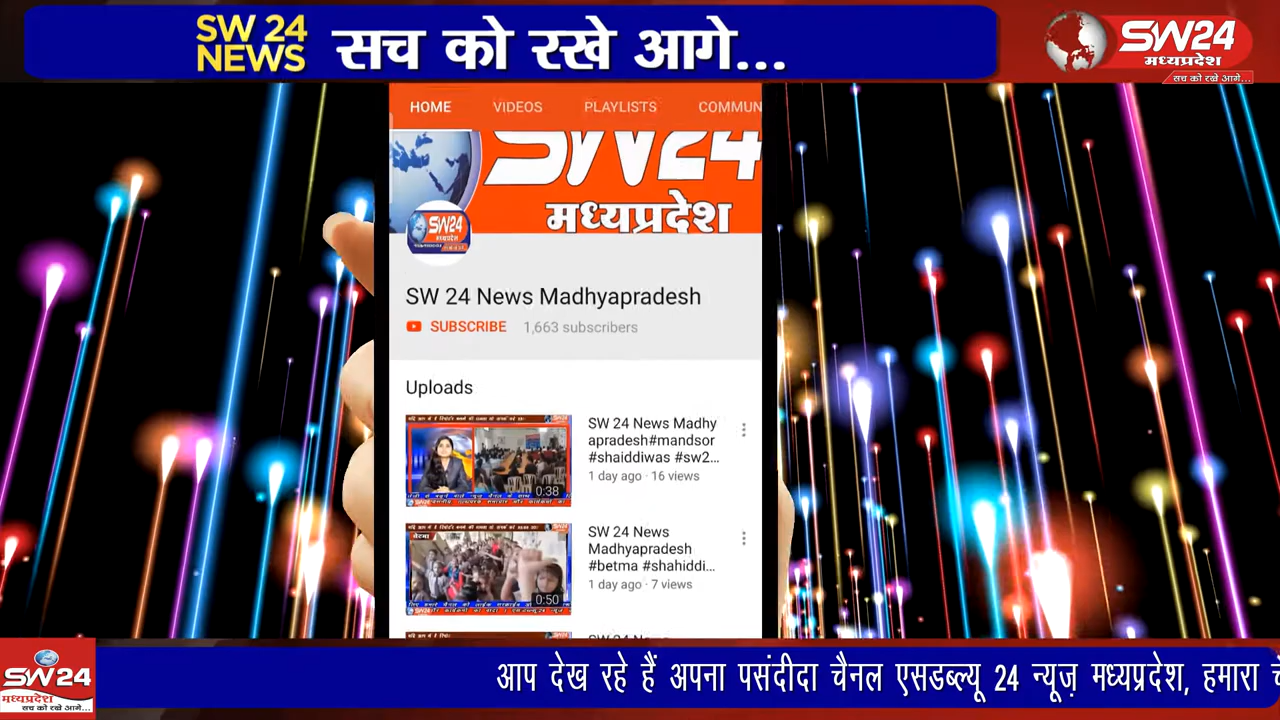 SW 24
NEWS
सच को रखे आगे...
SW24
मध्यप्रदेश
सच को रखे आगे...
HOME VIDEOS PLAYLISTS COMMUN
SW24
मध्यप्रदेश
SW24
SW 24 News Madhyapradesh
SUBSCRIBE 1,663 subscribers
Uploads
SW 24 News Madhy
apradesh#mandsor
#shaiddiwas #sw2...
1 day ago · 16 views
0:38
SW 24 News
Madhyapradesh
#betma #shahiddi...
1 day ago · 7 views
बेटमा
0:50
SW24
मध्यप्रदेश
सच को रखे आगे...
आप देख रहे हैं अपना पसंदीदा चैनल एसडब्ल्यू 24 न्यूज़ मध्यप्रदेश, हमारा